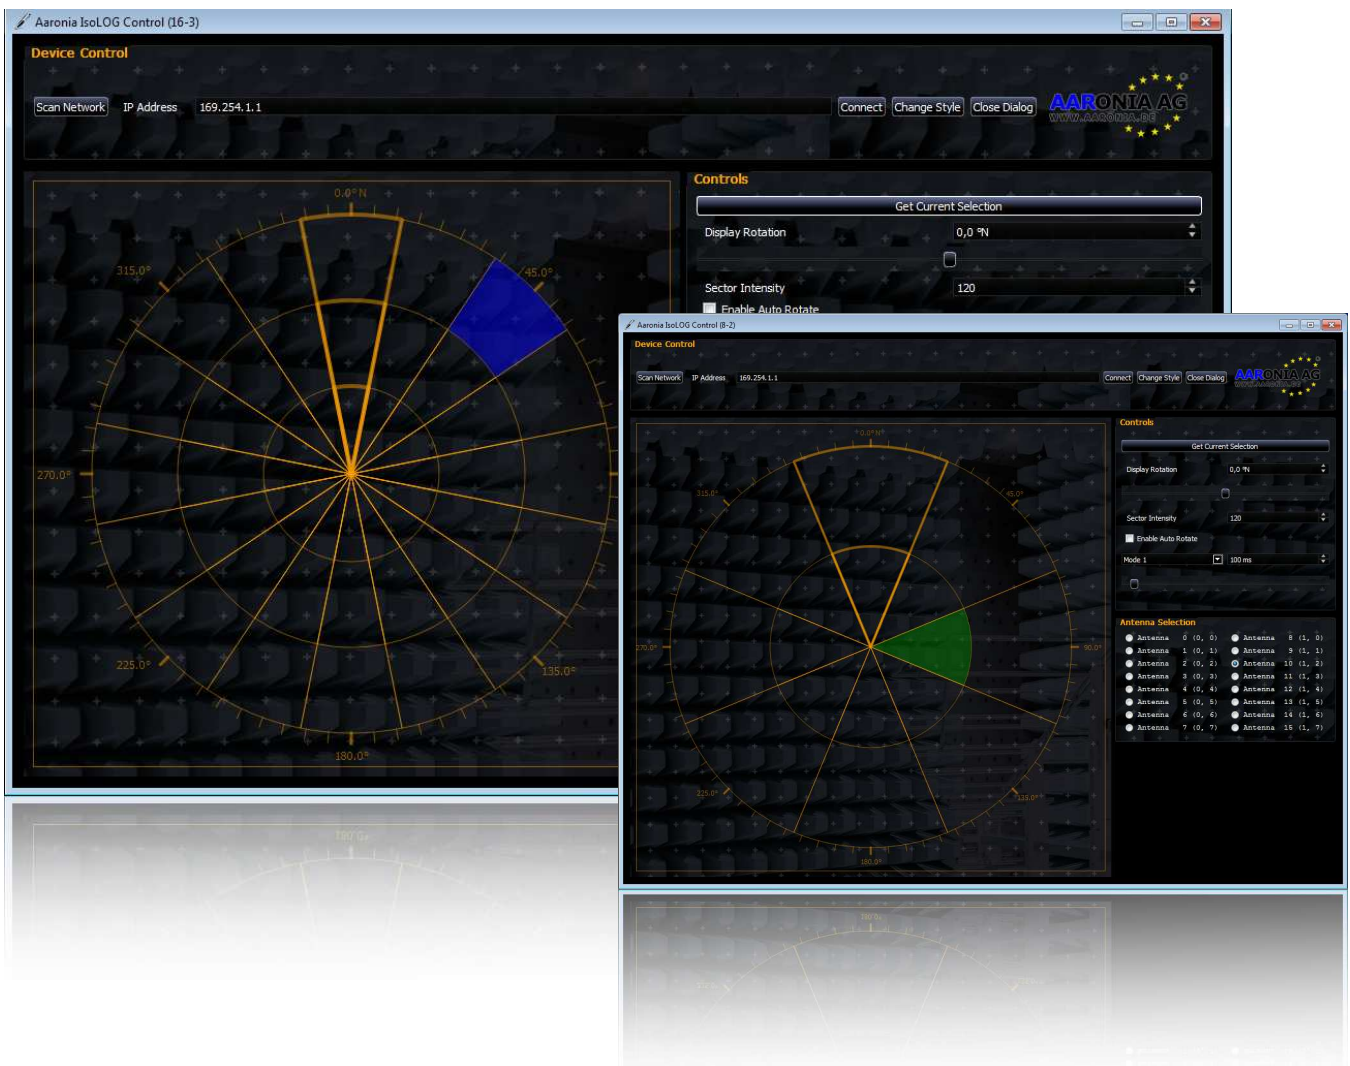 Aaronia IsoLOG Control (16-3)
Device Control
Scan Network IP Address 169.254.1.1 Connect Change Style Close Dialog
AARONIA AG
WWW.AARONIA.DE
0.0°N
45.0°
135.0°
180.0°
225.0°
270.0°
315.0°
Controls
Get Current Selection
Display Rotation 0,0 °N
Sector Intensity 120
Enable Auto Rotate
Aaronia IsoLOG Control (8-2)
Device Control
Scan Network IP Address 169.254.1.1 Connect Change Style Close Dialog
AARONIA AG
WWW.AARONIA.DE
0.0°N
45.0°
90.0°
135.0°
180.0°
225.0°
270.0°
315.0°
Controls
Get Current Selection
Display Rotation 0,0 °N
Sector Intensity 120
Enable Auto Rotate
Mode 1 100 ms
Antenna Selection
Antenna 0 (0, 0) Antenna 8 (1, 0)
Antenna 1 (0, 1) Antenna 9 (1, 1)
Antenna 2 (0, 2) Antenna 10 (1, 2)
Antenna 3 (0, 3) Antenna 11 (1, 3)
Antenna 4 (0, 4) Antenna 12 (1, 4)
Antenna 5 (0, 5) Antenna 13 (1, 5)
Antenna 6 (0, 6) Antenna 14 (1, 6)
Antenna 7 (0, 7) Antenna 15 (1, 7)